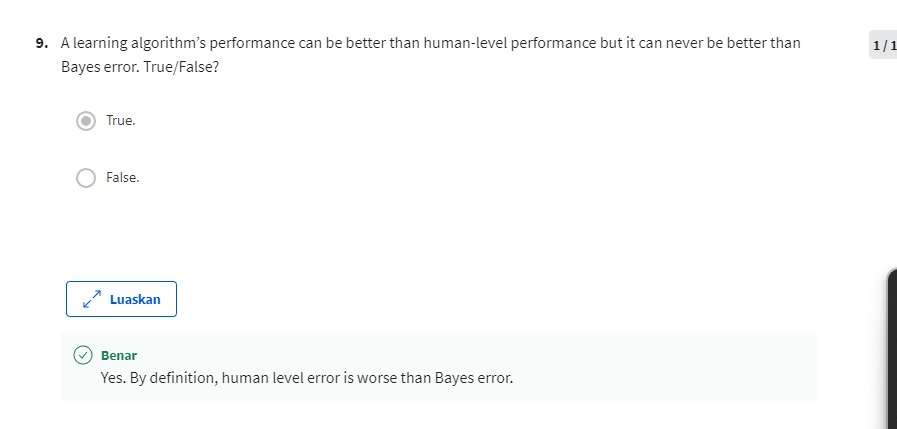 9. A learning algorithm's performance can be better than human-level performance but it can never be better than
1/1
Bayes error. True/False?
True.
False.
Luaskan
Benar
Yes. By definition, human level error is worse than Bayes error.